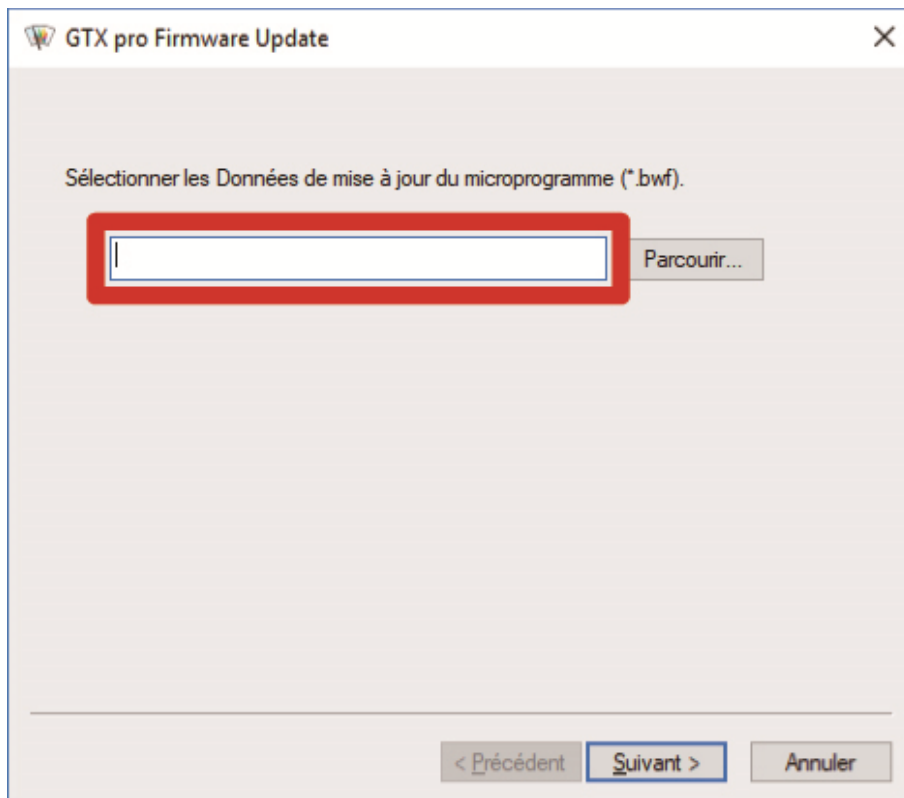 GTX pro Firmware Update
Sélectionner les Données de mise à jour du microprogramme (*.bwf).
Parcourir...
< Précédent Suivant > Annuler